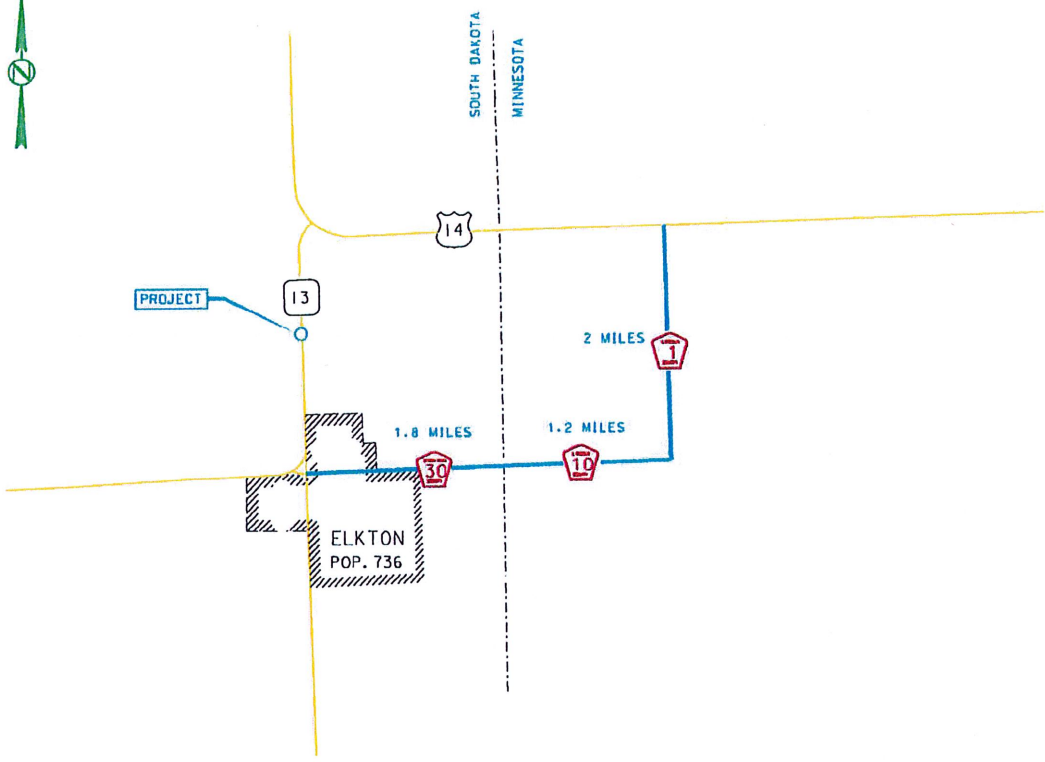 N
SOUTH DAKOTA
MINNESOTA
14
13
PROJECT
2 MILES
1
1.8 MILES
1.2 MILES
30
10
ELKTON
POP. 736